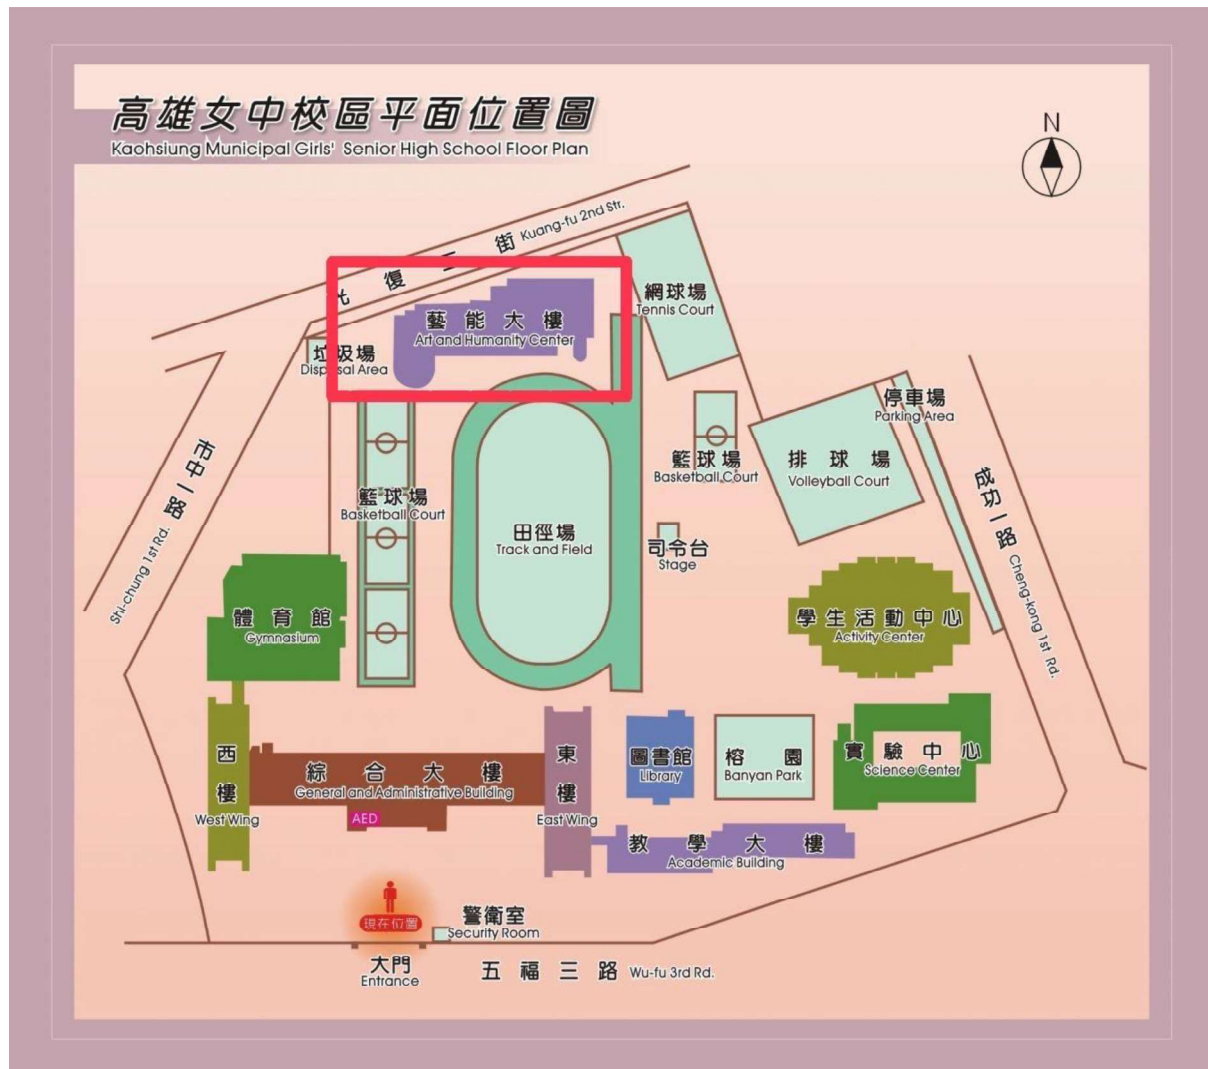 高雄女中校區平面位置圖
Kaohsiung Municipal Girls' Senior High School Floor Plan
N
光復二街 Kuang-fu 2nd Str.
網球場
Tennis Court
藝能大樓
Art and Humanity Center
垃圾場
Disposal Area
停車場
Parking Area
市中一路 Shi-chung 1st Rd.
籃球場
Basketball Court
排球場
Volleyball Court
成功一路 Cheng-kong 1st Rd.
籃球場
Basketball Court
田徑場
Track and Field
司令台
Stage
體育館
Gymnasium
學生活動中心
Activity Center
西樓
West Wing
綜合大樓
General and Administrative Building
AED
東樓
East Wing
圖書館
Library
榕園
Banyan Park
實驗中心
Science Center
教學大樓
Academic Building
現在位置
警衛室
Security Room
大門
Entrance
五福三路 Wu-fu 3rd Rd.